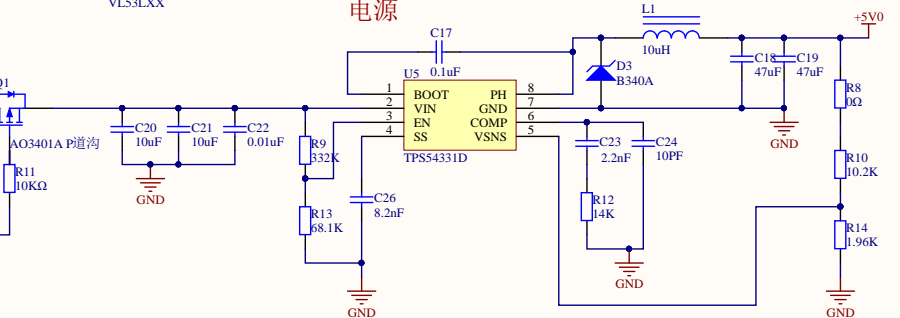 VL53LXX
电源
+5V0
L1
10uH
C17
0.1uF
U5
D3
B340A
C18
47uF
C19
47uF
Q1
1
BOOT
PH
8
2
VIN
GND
7
3
EN
COMP
6
4
SS
VSNS
5
TPS54331D
R8
0Ω
GND
C20
10uF
C21
10uF
C22
0.01uF
AO3401A P道沟
R9
332K
C23
2.2nF
C24
10PF
R11
10KΩ
R10
10.2K
GND
C26
8.2nF
R12
14K
R13
68.1K
R14
1.96K
GND
GND
GND